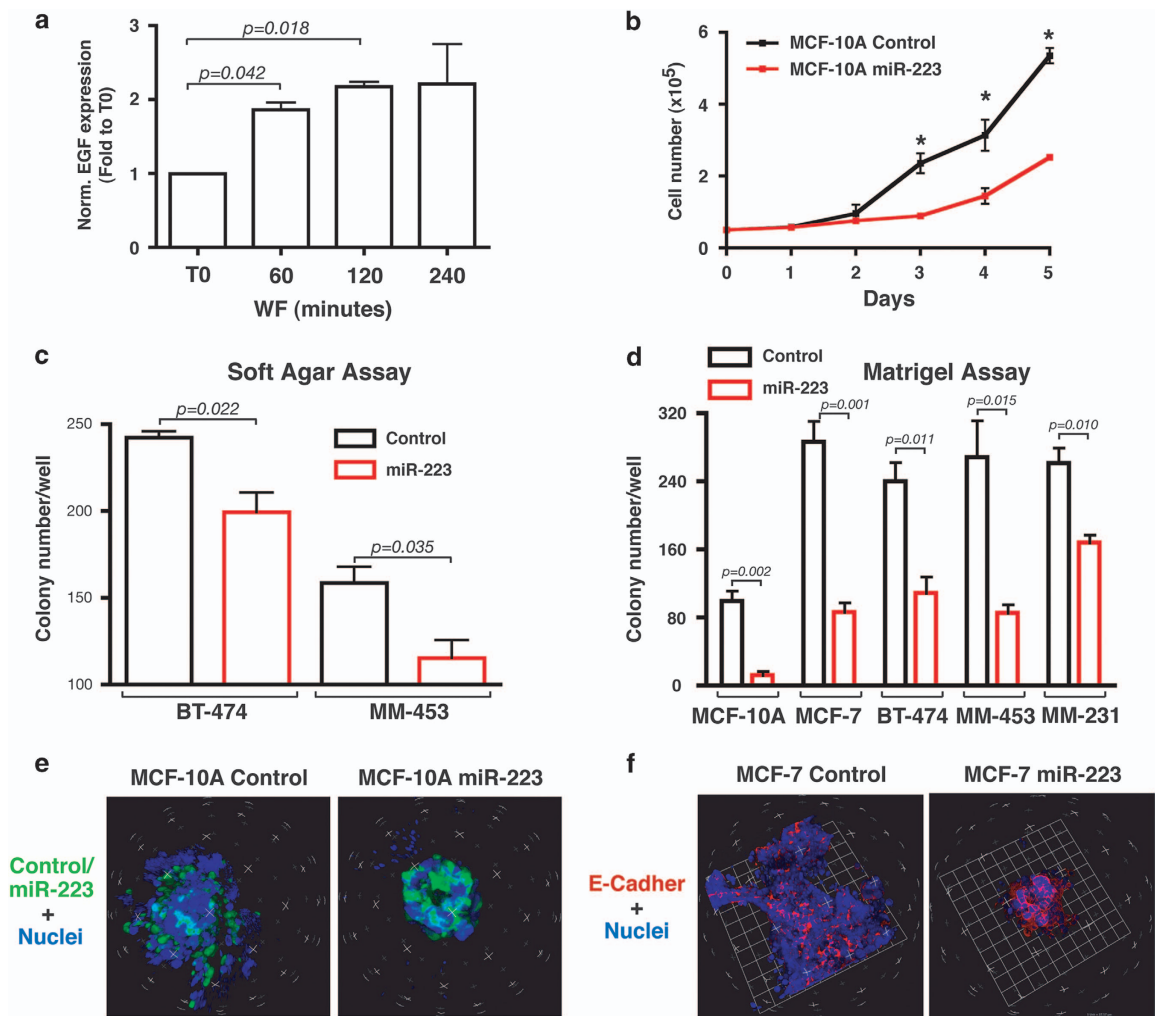 a
3
2
1
0
Norm. EGF expression
(Fold to T0)
p=0.018
p=0.042
T0 60 120 240
WF (minutes)
b
6
4
2
0
Cell number (x10⁵)
MCF-10A Control
MCF-10A miR-223
*
*
*
0 1 2 3 4 5
Days
c
Soft Agar Assay
250
200
150
100
Colony number/well
p=0.022
p=0.035
Control
miR-223
BT-474 MM-453
d
Control
miR-223
Matrigel Assay
320
240
160
80
0
Colony number/well
p=0.002
p=0.001
p=0.011
p=0.015
p=0.010
MCF-10A MCF-7 BT-474 MM-453 MM-231
e
MCF-10A Control MCF-10A miR-223
Control/
miR-223
+
Nuclei
f
MCF-7 Control MCF-7 miR-223
E-Cadher
+
Nuclei